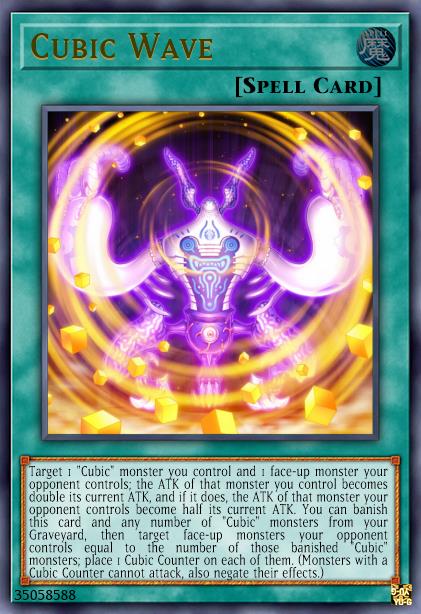 Cubic Wave
魔
[Spell Card]
Target 1 "Cubic" monster you control and 1 face-up monster your
opponent controls; the ATK of that monster you control becomes
double its current ATK, and if it does, the ATK of that monster your
opponent controls become half its current ATK. You can banish
this card and any number of "Cubic" monsters from your
Graveyard, then target face-up monsters your opponent
controls equal to the number of those banished "Cubic"
monsters; place 1 Cubic Counter on each of them. (Monsters with a
Cubic Counter cannot attack, also negate their effects.)
35058588